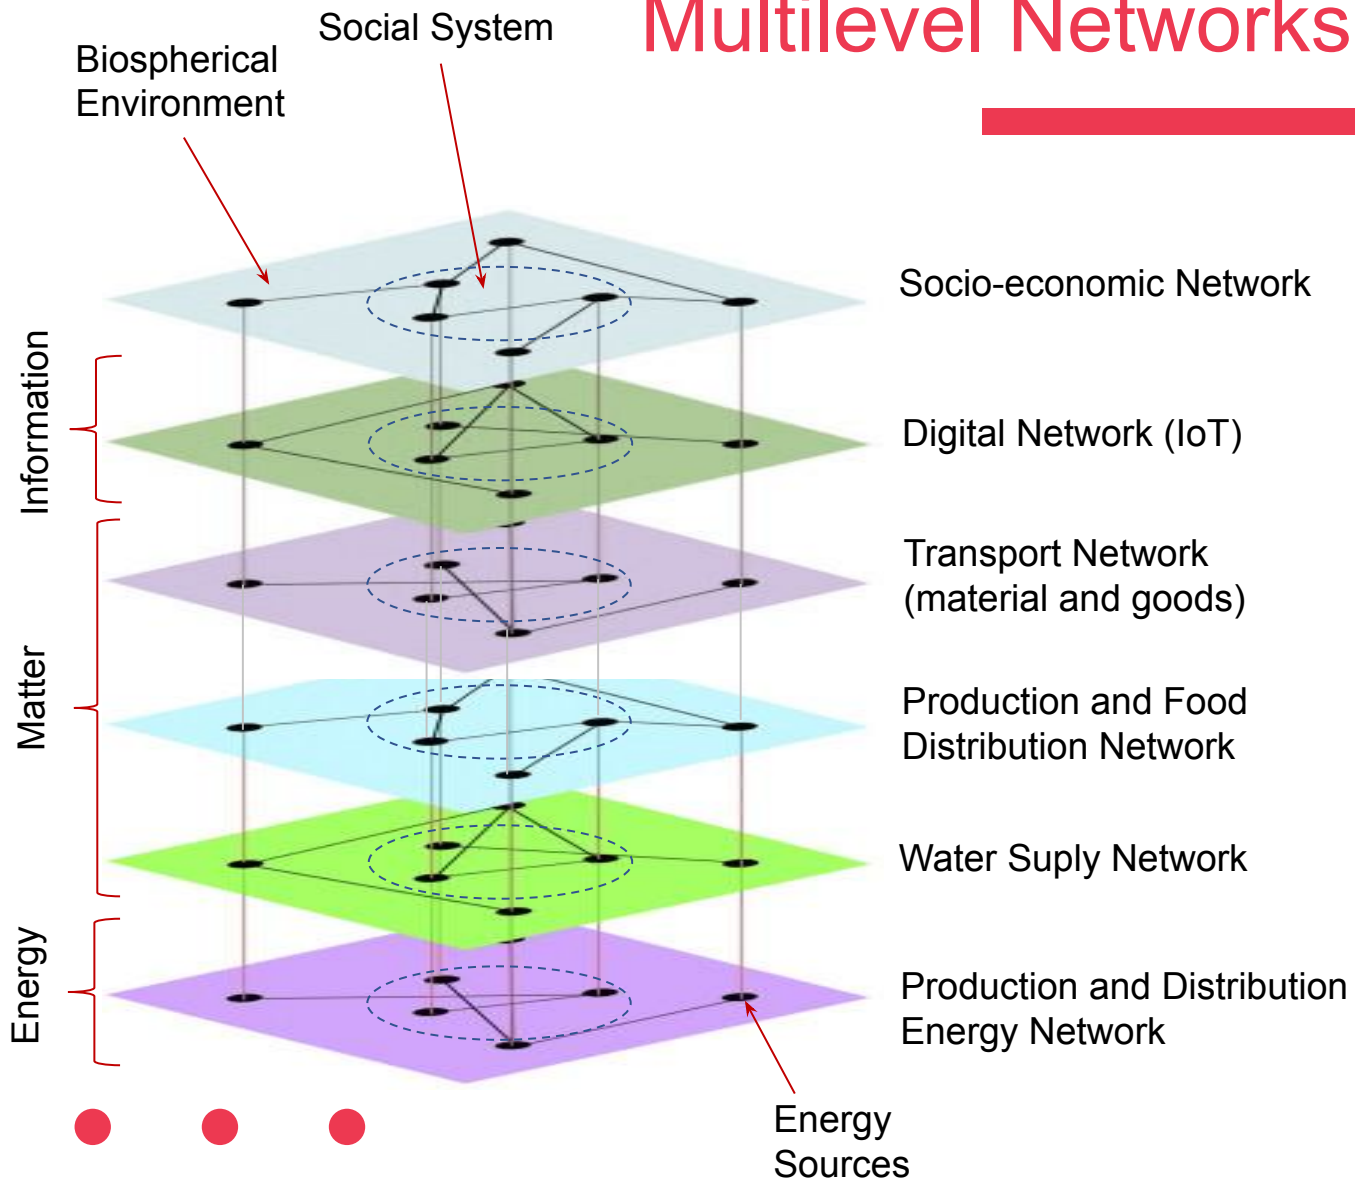 Multilevel Networks
Social System
Biospherical
Environment
Socio-economic Network
Information
Digital Network (IoT)
Transport Network
(material and goods)
Matter
Production and Food
Distribution Network
Water Suply Network
Energy
Production and Distribution
Energy Network
Energy
Sources